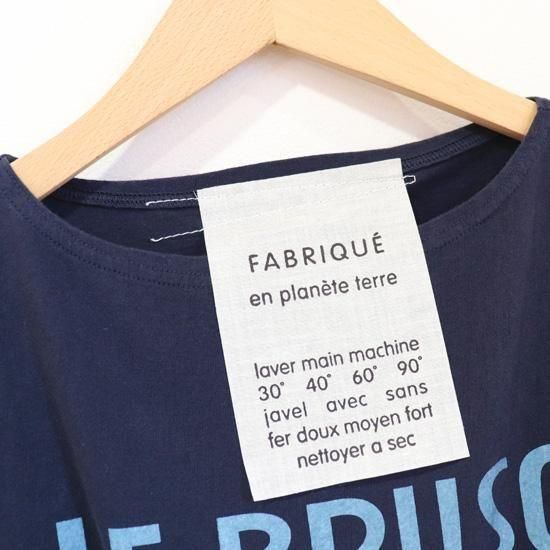 FABRIQUÉ
en planète terre
laver main machine
30° 40° 60° 90°
javel avec sans
fer doux moyen fort
nettoyer a sec